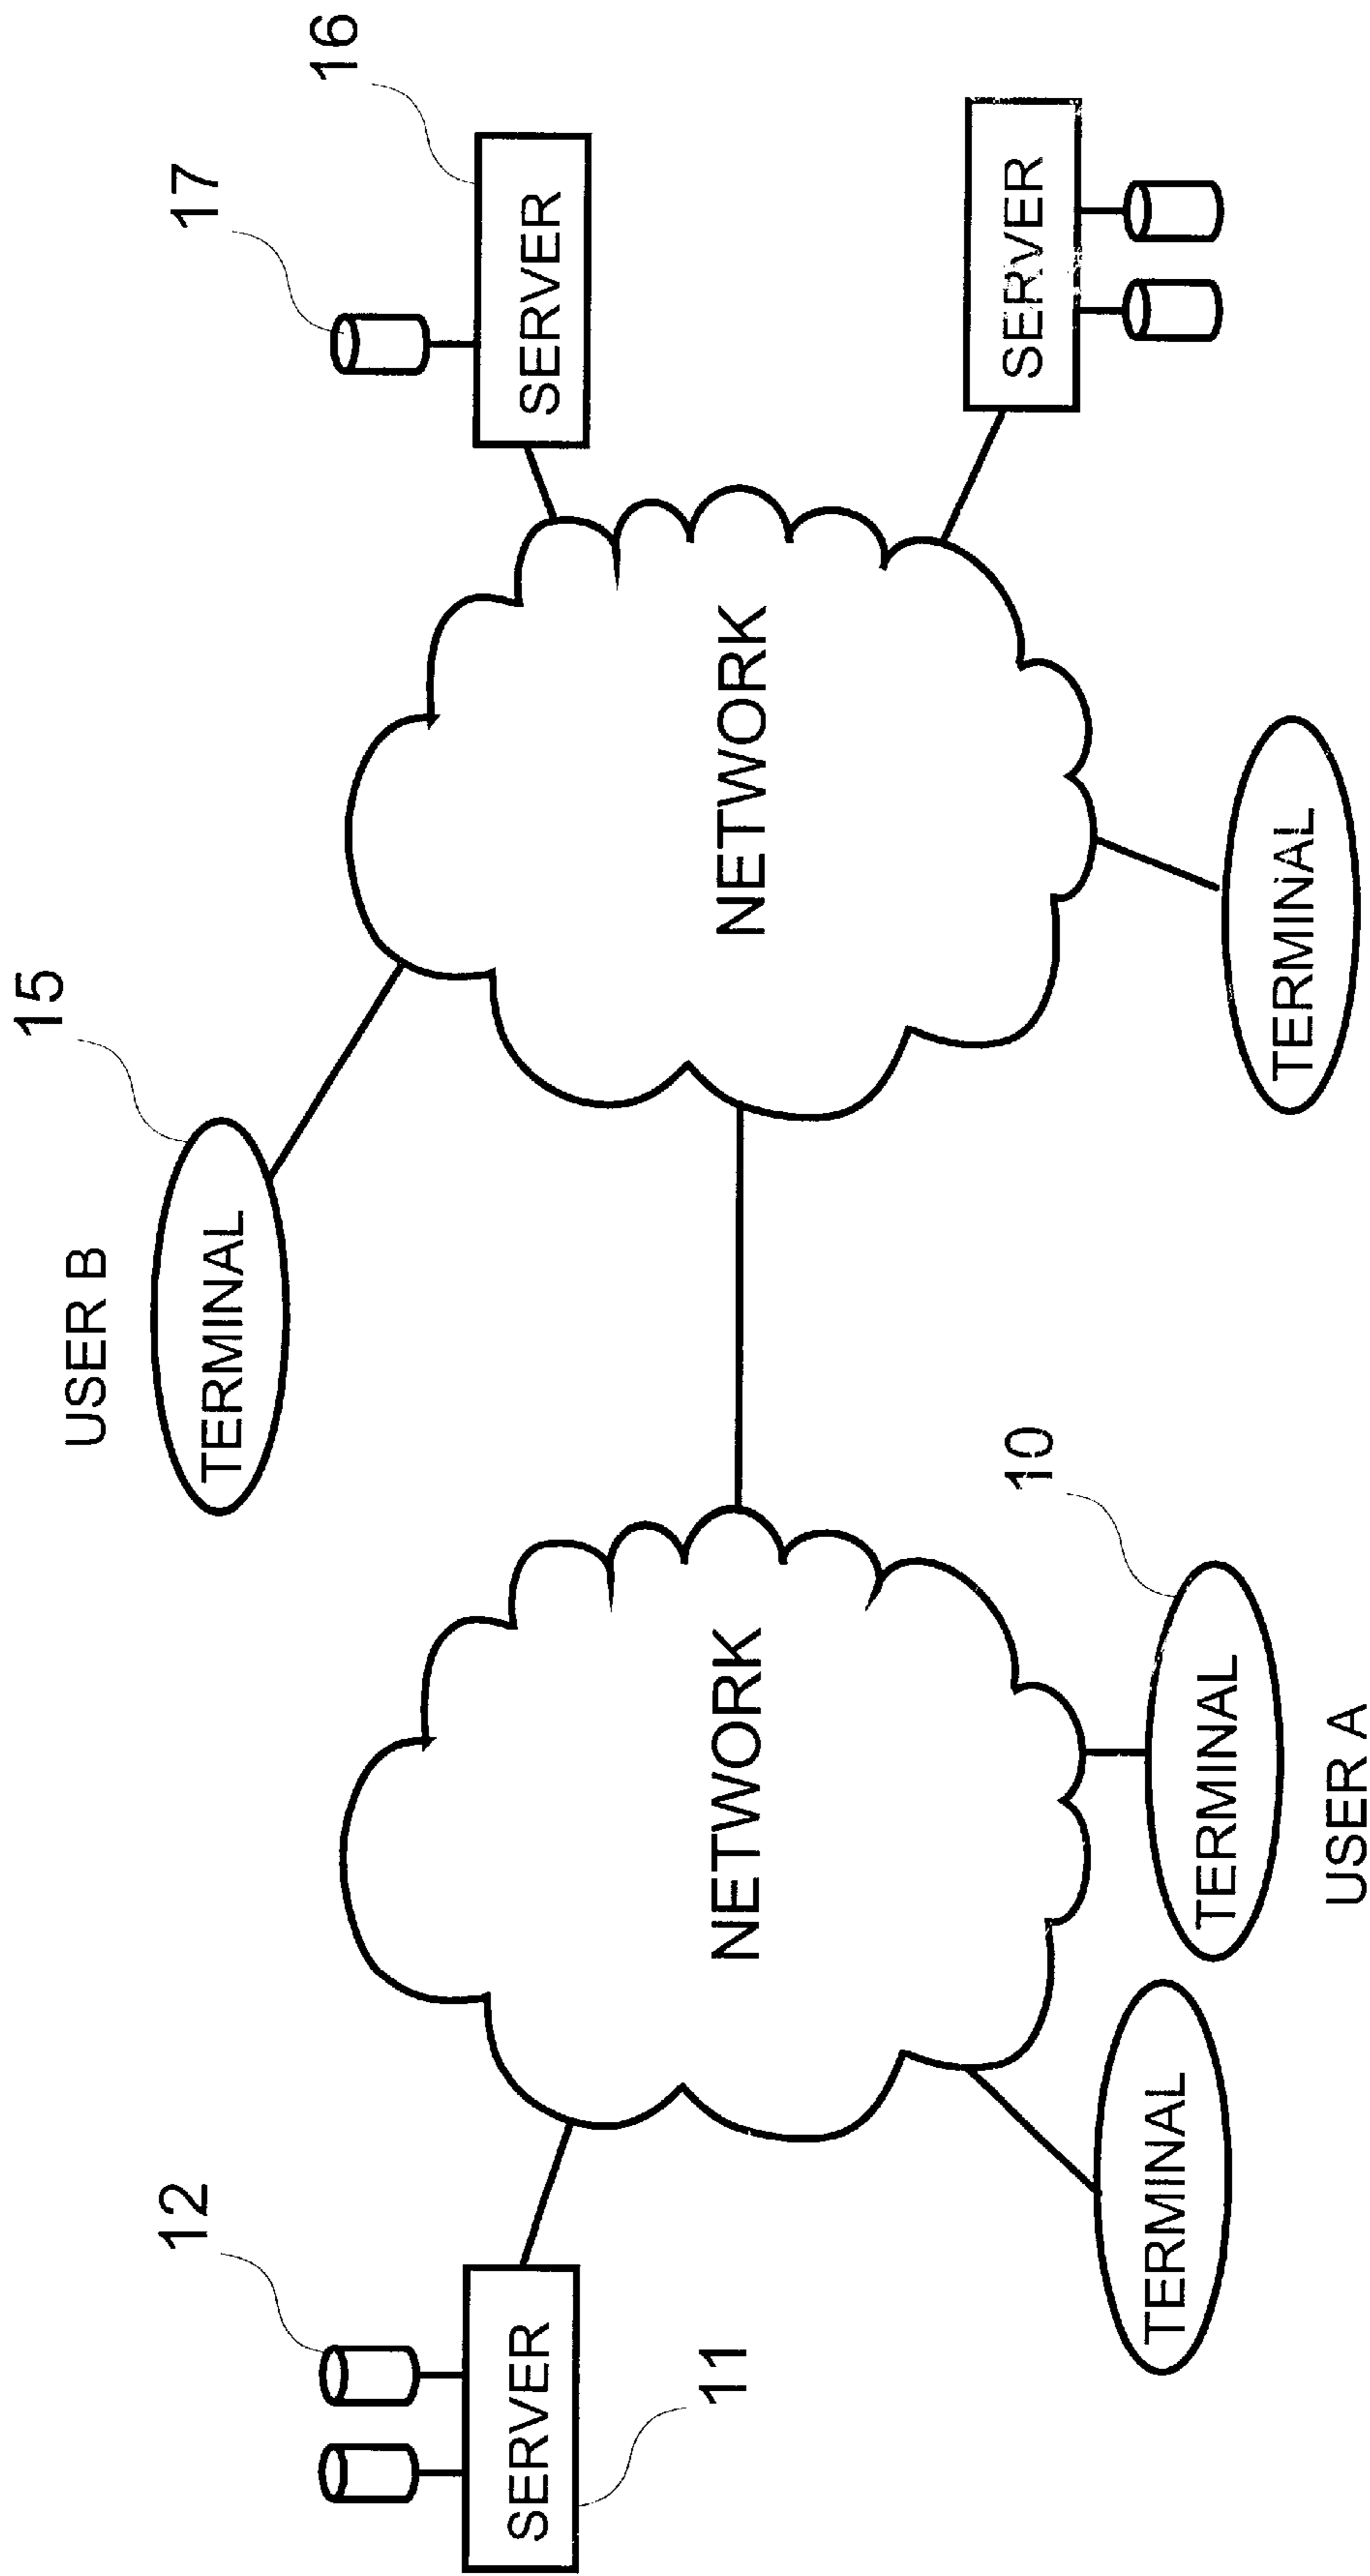 USER B
15
17
16
TERMINAL
SERVER
12
SERVER
11
NETWORK
NETWORK
SERVER
10
TERMINAL
TERMINAL
TERMINAL
USER A